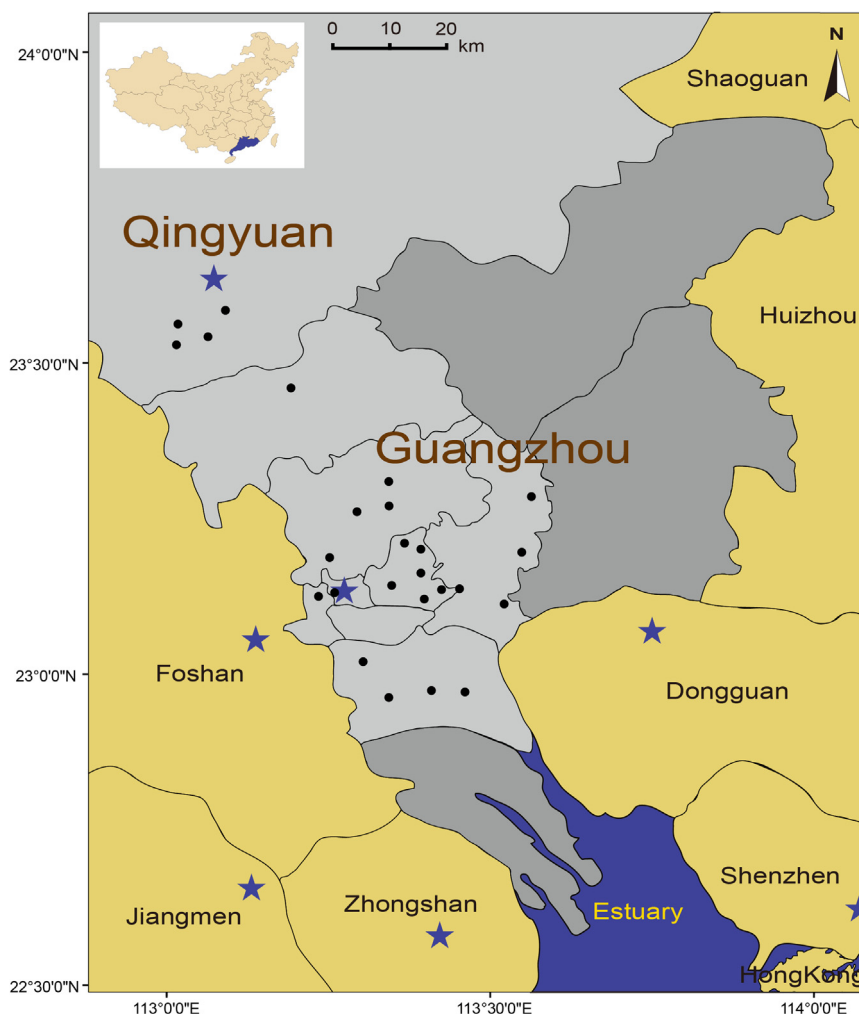 0 10 20
km
N
24°0'0"N
Shaoguan
Qingyuan
Huizhou
23°30'0"N
Guangzhou
23°0'0"N
Foshan
Dongguan
Shenzhen
Zhongshan
Jiangmen
Estuary
HongKong
22°30'0"N
113°0'0"E
113°30'0"E
114°0'0"E